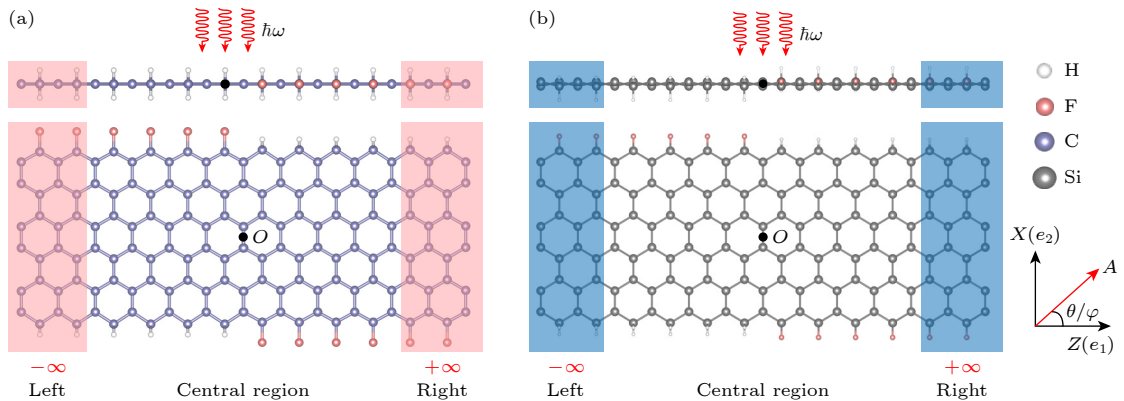 (a)
ħω
O
−∞
+∞
Left
Central region
Right
(b)
ħω
O
−∞
+∞
Left
Central region
Right
H
F
C
Si
X(e₂)
A
θ/φ
Z(e₁)